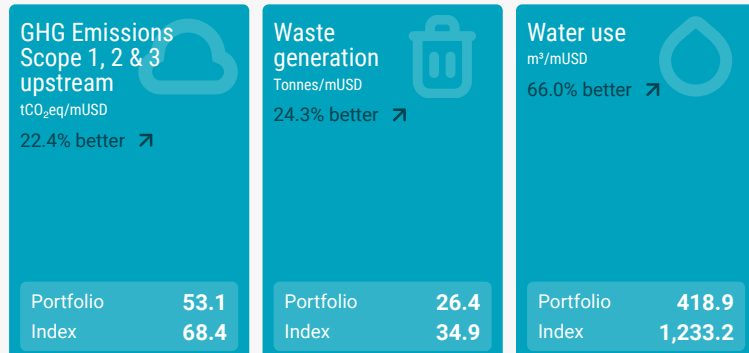 GHG Emissions
Scope 1, 2 & 3
upstream
tCO₂eq/mUSD
22.4% better
Portfolio 53.1
Index 68.4
Waste
generation
Tonnes/mUSD
24.3% better
Portfolio 26.4
Index 34.9
Water use
m³/mUSD
66.0% better
Portfolio 418.9
Index 1,233.2